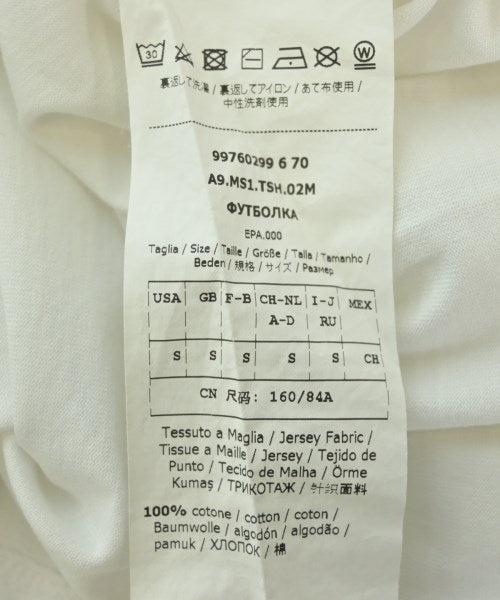 30 W
裏返して洗濯 / 裏返してアイロン / あて布使用 /
中性洗剤使用
99760299 6 70
A9.MS1.TSH.02M
ФУТБОЛКА
EPA.000
Taglia / Size / Taille / Größe / Talla / Tamanho /
Beden / 規格 / サイズ / Размер
USA GB F-B CH-NL I-J MEX
A-D RU
S S S S S CH
CN 尺码: 160/84A
Tessuto a Maglia / Jersey Fabric /
Tissue a Maille / Jersey / Tejido de
Punto / Tecido de Malha / Örme
Kumaş / ТРИКОТАЖ / 针织面料
100% cotone / cotton / coton /
Baumwolle / algodón / algodão /
pamuk / ХЛОПОК / 棉